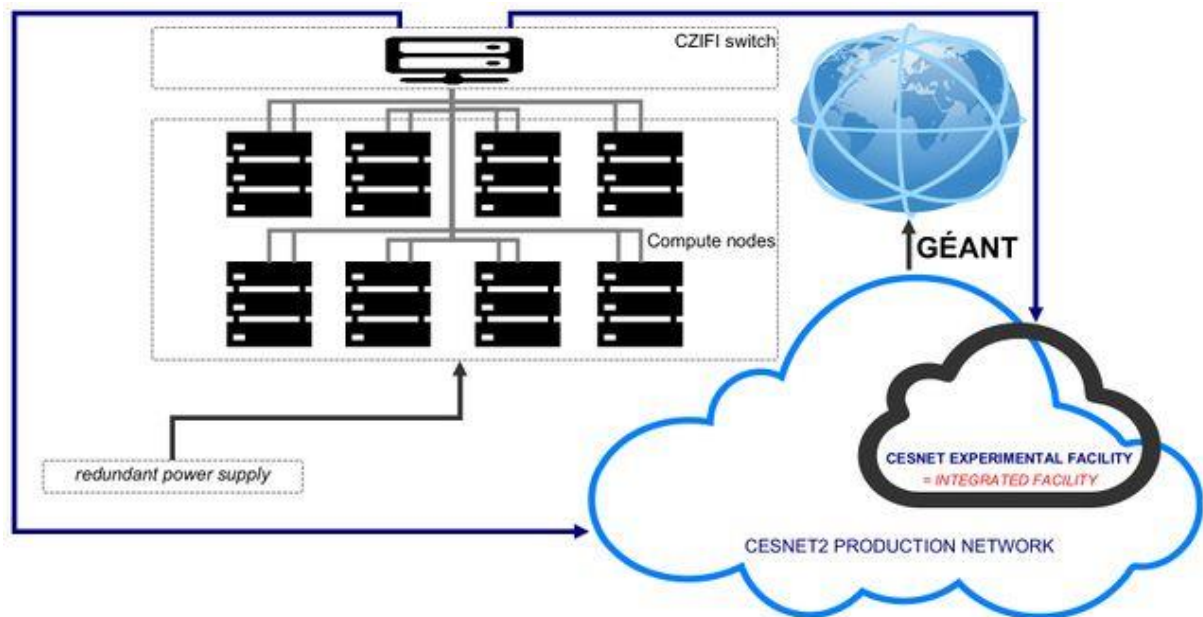 CZIFI switch
Compute nodes
GÉANT
redundant power supply
CESNET EXPERIMENTAL FACILITY
= INTEGRATED FACILITY
CESNET2 PRODUCTION NETWORK